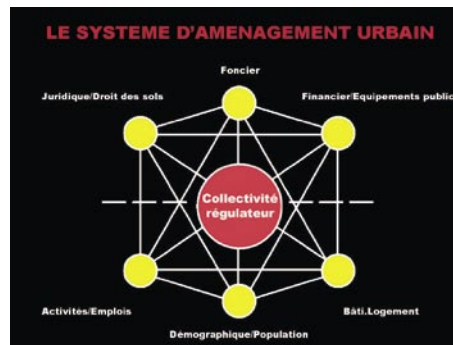 LE SYSTEME D'AMENAGEMENT URBAIN
Foncier
Juridique/Droit des sols
Financier/Equipements public
Collectivité
régulateur
Activités/Emplois
Bâti.Logement
Démographique/Population